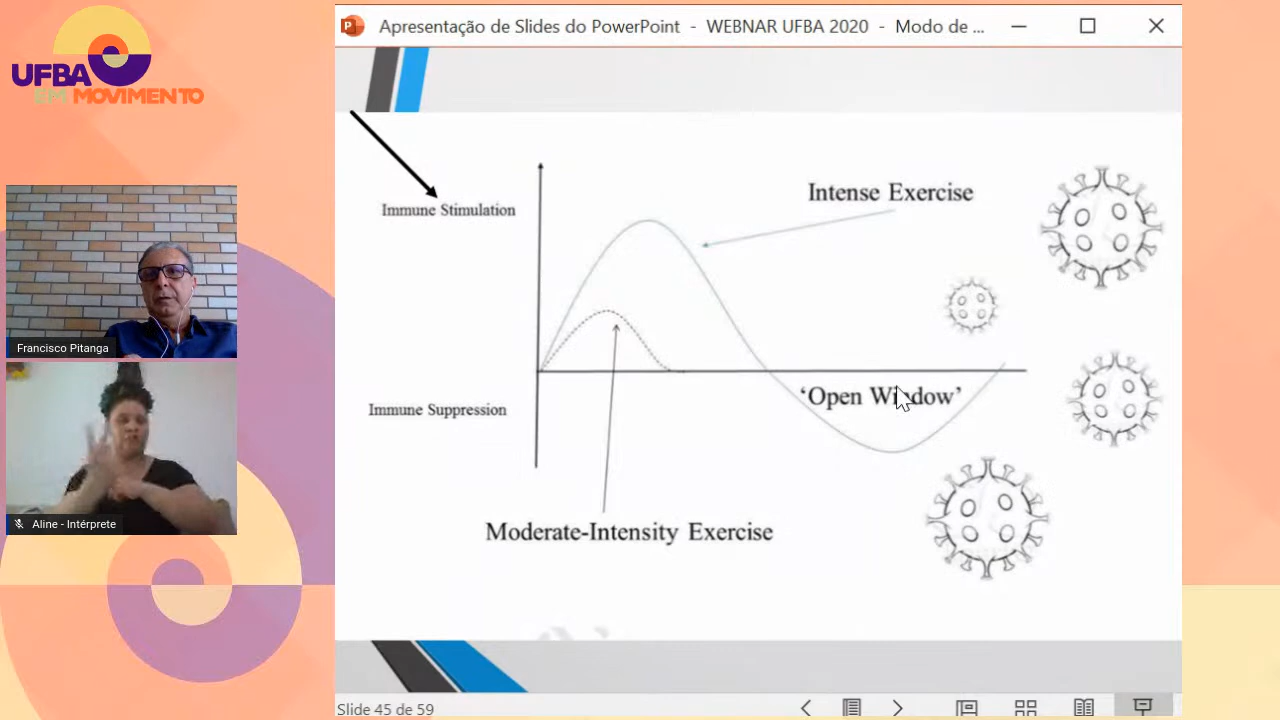 UFBA
EM MOVIMENTO
Apresentação de Slides do PowerPoint - WEBNAR UFBA 2020 - Modo de ...
Intense Exercise
Immune Stimulation
Francisco Pitanga
'Open Window'
Immune Suppression
Aline - Intérprete
Moderate-Intensity Exercise
Slide 45 de 59